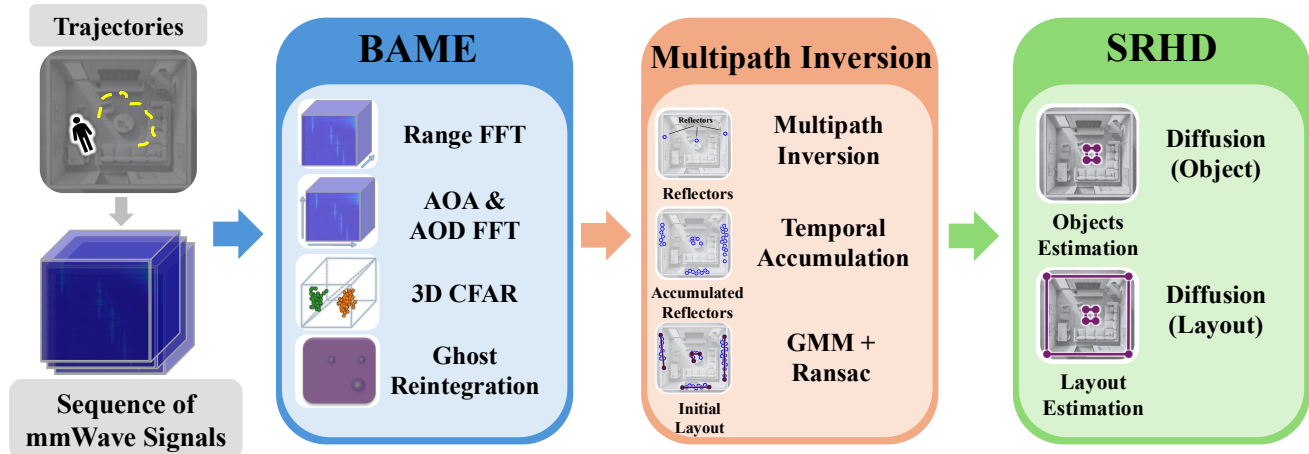 Trajectories
Sequence of
mmWave Signals
BAME
Range FFT
AOA &
AOD FFT
3D CFAR
Ghost
Reintegration
Multipath Inversion
Reflectors
Reflectors
Multipath
Inversion
Accumulated
Reflectors
Temporal
Accumulation
Initial
Layout
GMM +
Ransac
SRHD
Objects
Estimation
Diffusion
(Object)
Layout
Estimation
Diffusion
(Layout)